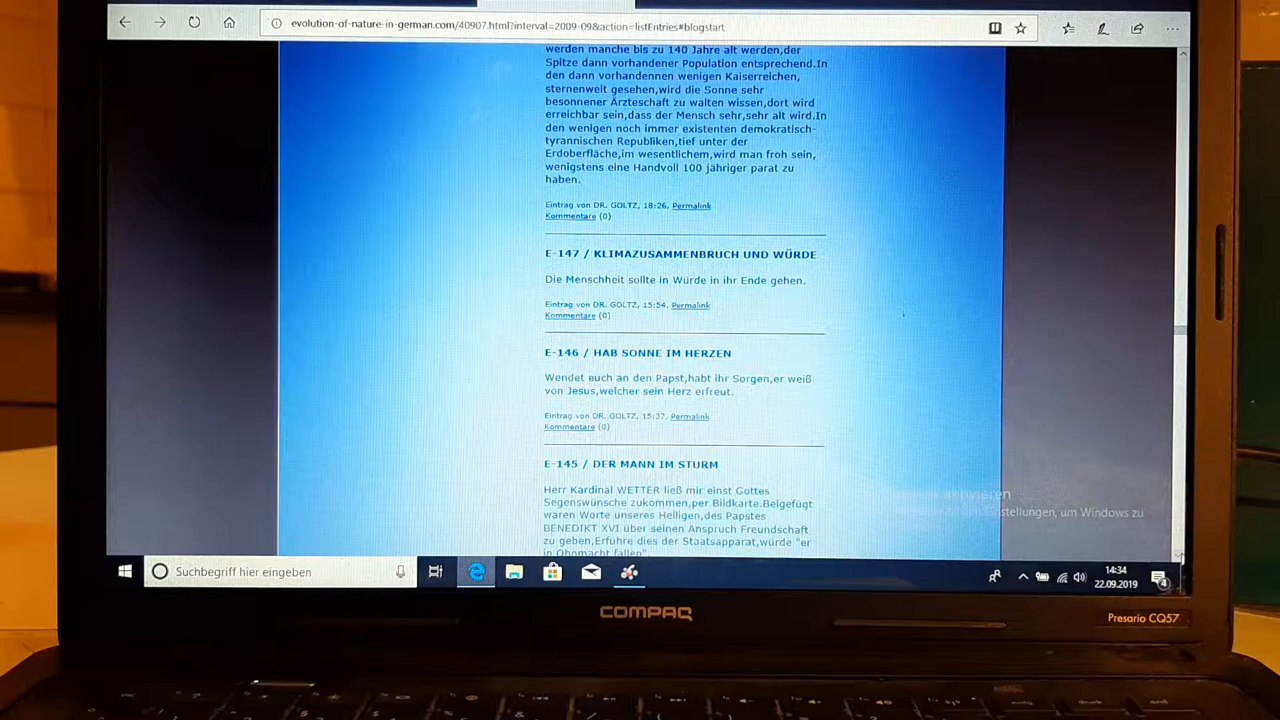 evolution-of-nature-in-german.com/40907.html?interval=2009-09&action=listEntries#blogstart
werden manche bis zu 140 Jahre alt werden,der
Spitze dann vorhandener Population entsprechend.In
den dann vorhandennen wenigen Kaiserreichen,
sternenweit gesehen,wird die Sonne sehr
besonnener Ärzteschaft zu walten wissen,dort wird
erreichbar sein,dass der Mensch sehr,sehr alt wird.In
den wenigen noch immer existenten demokratisch-
tyrannischen Republiken,tief unter der
Erdoberfläche,im wesentlichem,wird man froh sein,
wenigstens eine Handvoll 100 jähriger parat zu
haben.
Eintrag von DR. GOLTZ, 18:26, Permalink
Kommentare (0)
E-147 / KLIMAZUSAMMENBRUCH UND WÜRDE
Die Menschheit sollte in Würde in ihr Ende gehen.
Eintrag von DR. GOLTZ, 15:54, Permalink
Kommentare (0)
E-146 / HAB SONNE IM HERZEN
Wendet euch an den Papst,habt ihr Sorgen,er weiß
von Jesus,welcher sein Herz erfreut.
Eintrag von DR. GOLTZ, 15:37, Permalink
Kommentare (0)
E-145 / DER MANN IM STURM
Herr Kardinal WETTER ließ mir einst Gottes
Segenswünsche zukommen,per Bildkarte.Beigefügt
waren Worte unseres Heiligen,des Papstes
BENEDIKT XVI über seinen Anspruch Freundschaft
zu geben,Erführe dies der Staatsapparat,würde "er
in Ohnmacht fallen".
aktivieren
Einstellungen, um Windows zu
Suchbegriff hier eingeben
14:34
22.09.2019
4
COMPAQ
Presario CQ57